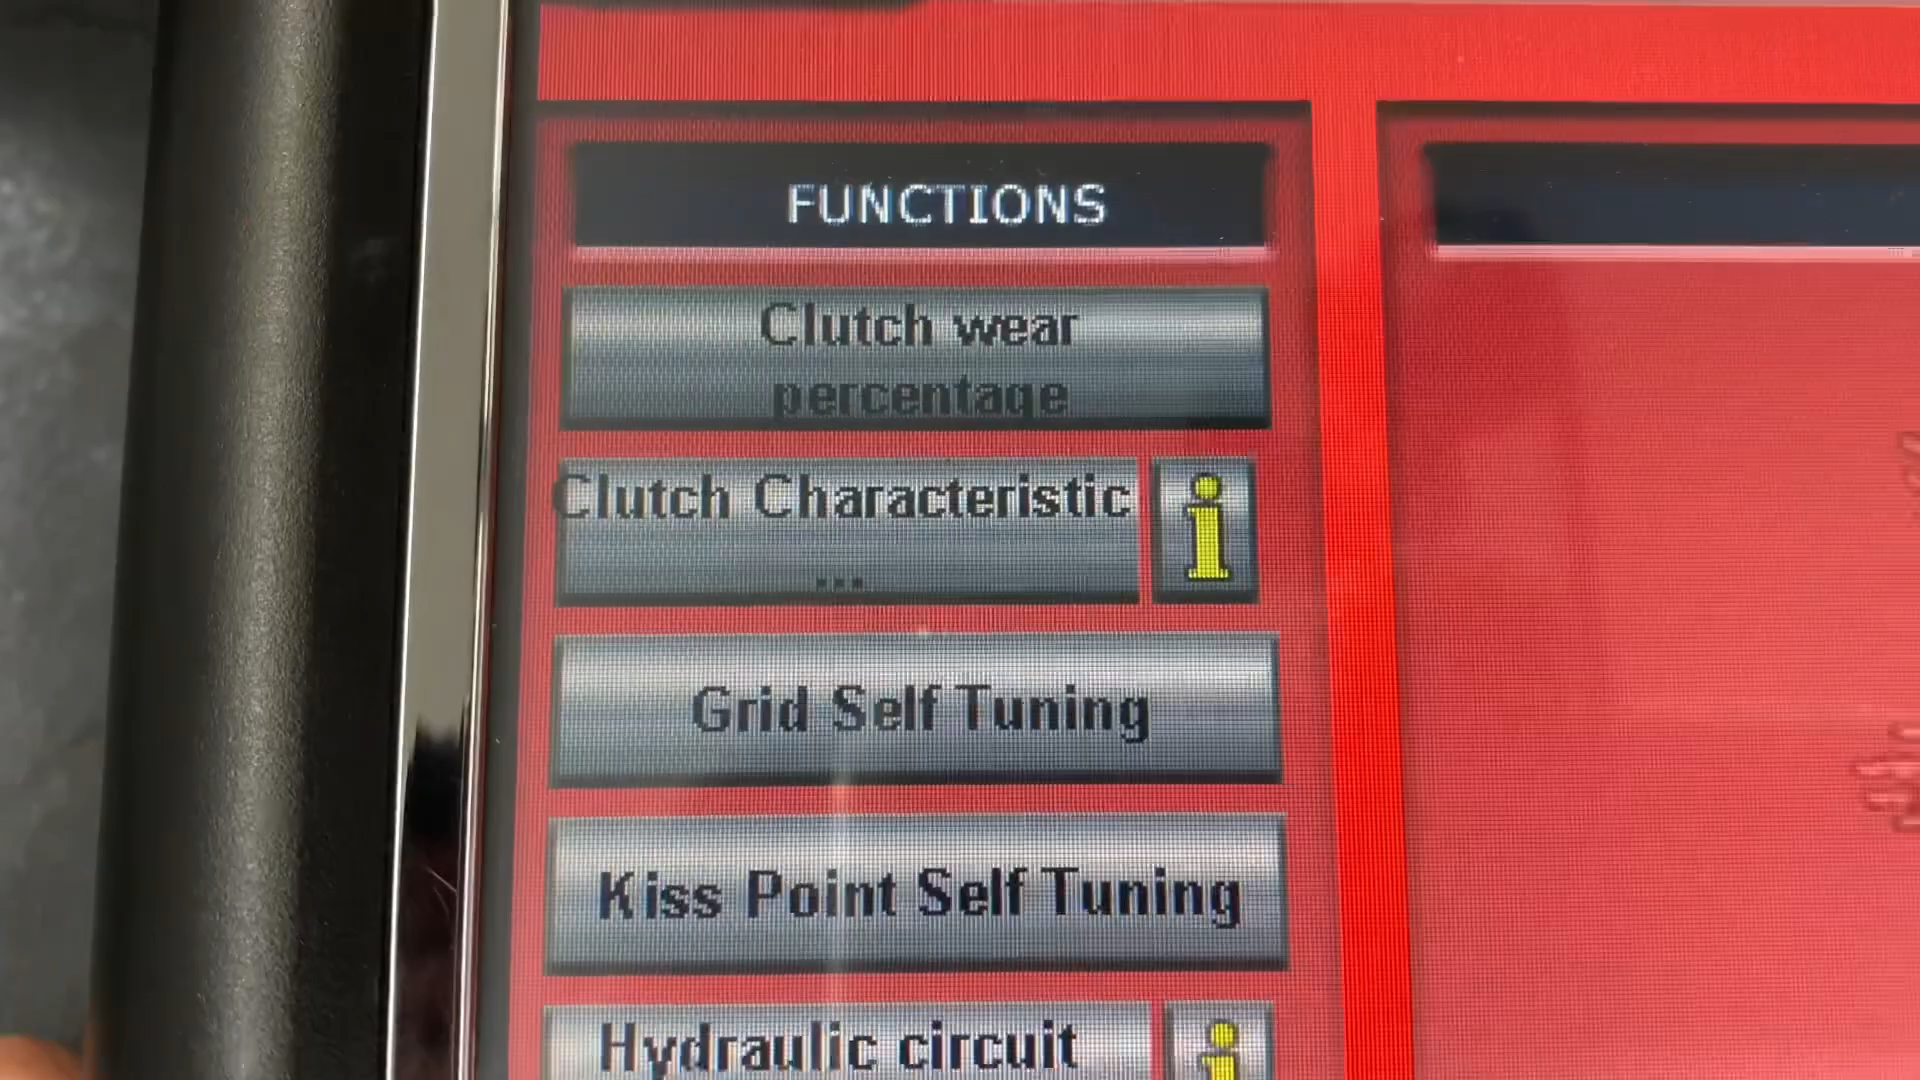 FUNCTIONS
Clutch wear
percentage
Clutch Characteristic
...
Grid Self Tuning
Kiss Point Self Tuning
Hydraulic circuit